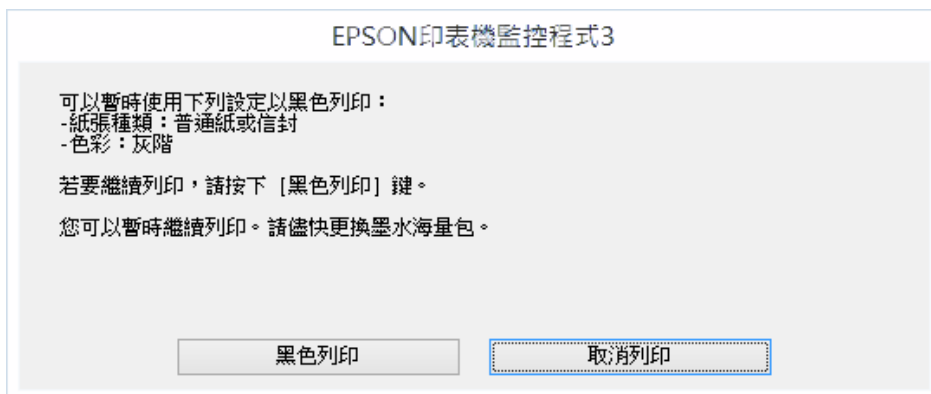 EPSON印表機監控程式3
可以暫時使用下列設定以黑色列印：
-紙張種類：普通紙或信封
-色彩：灰階
若要繼續列印，請按下 [黑色列印] 鍵。
您可以暫時繼續列印。請儘快更換墨水海量包。
黑色列印
取消列印